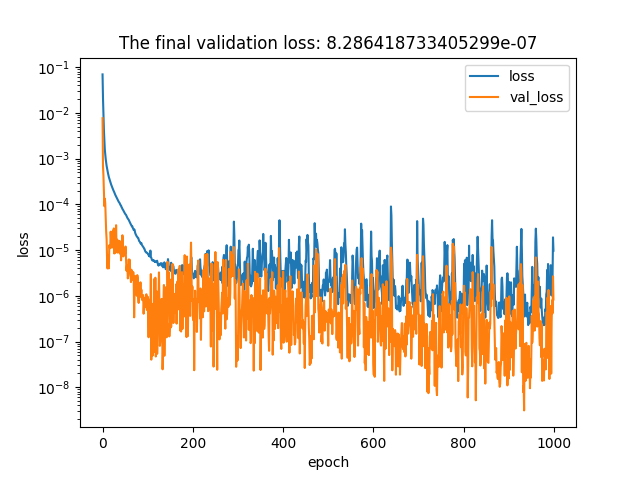 The final validation loss: 8.286418733405299e-07
loss
val_loss
10⁻¹
10⁻²
10⁻³
10⁻⁴
10⁻⁵
10⁻⁶
10⁻⁷
10⁻⁸
loss
0 200 400 600 800 1000
epoch